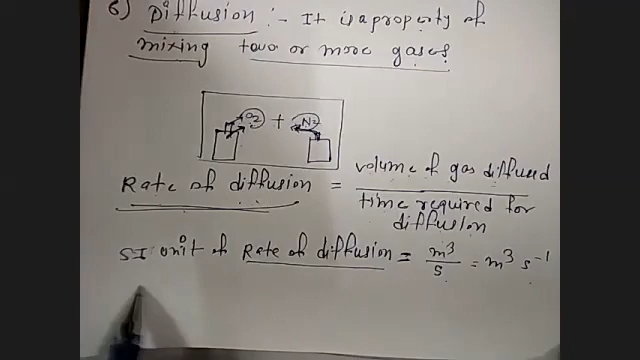 6) Diffusion :- It is a property of
mixing two or more gases
O2 + N2
Rate of diffusion = volume of gas diffused / time required for diffusion
SI unit of Rate of diffusion = m³/s = m³ s⁻¹